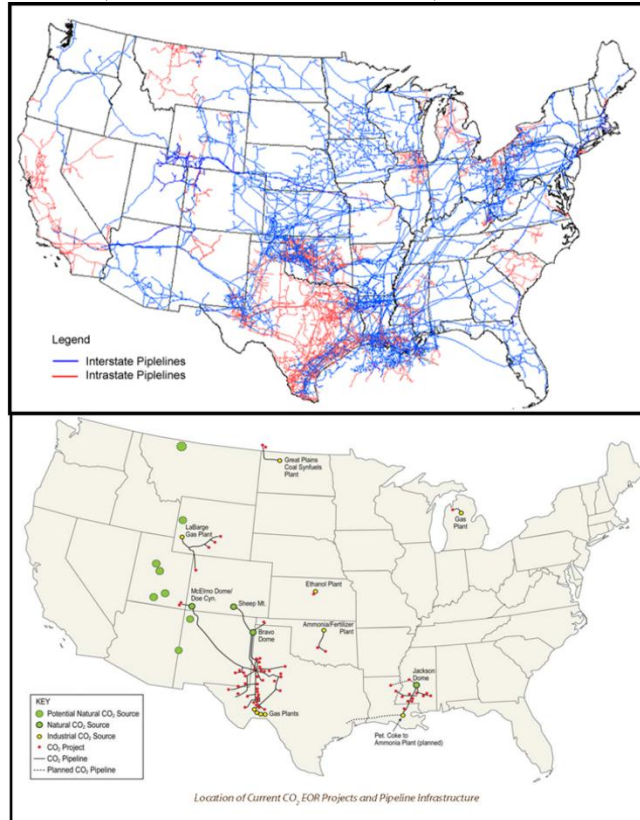 Legend
Interstate Piplelines
Intrastate Piplelines
Great Plains
Coal Synfuels
Plant
Gas
Plant
LaBarge
Gas Plant
McElmo Dome/
Doe Cyn.
Sheep Mt.
Ethanol Plant
Bravo
Dome
Ammonia/Fertilizer
Plant
Jackson
Dome
Gas Plants
Pet. Coke to
Ammonia Plant (planned)
KEY
Potential Natural CO₂ Source
Natural CO₂ Source
Industrial CO₂ Source
CO₂ Project
CO₂ Pipeline
Planned CO₂ Pipeline
Location of Current CO₂ EOR Projects and Pipeline Infrastructure